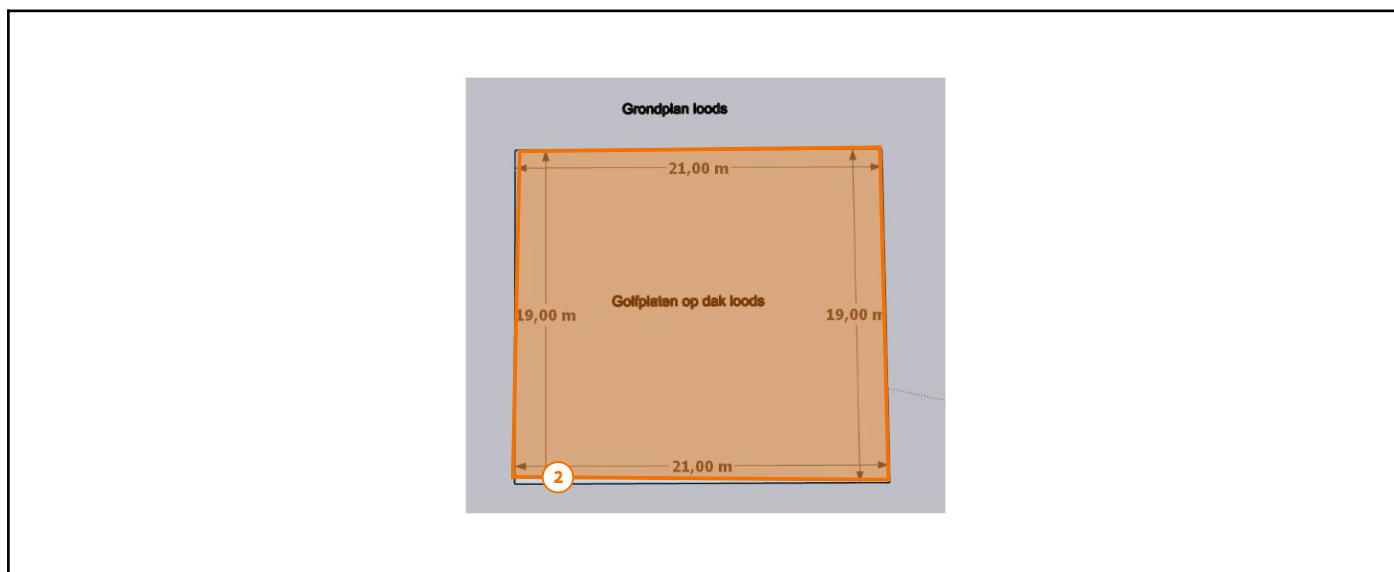 Grondplan loods
21,00 m
Golfplaten op dak loods
19,00 m
19,00 m
21,00 m
2